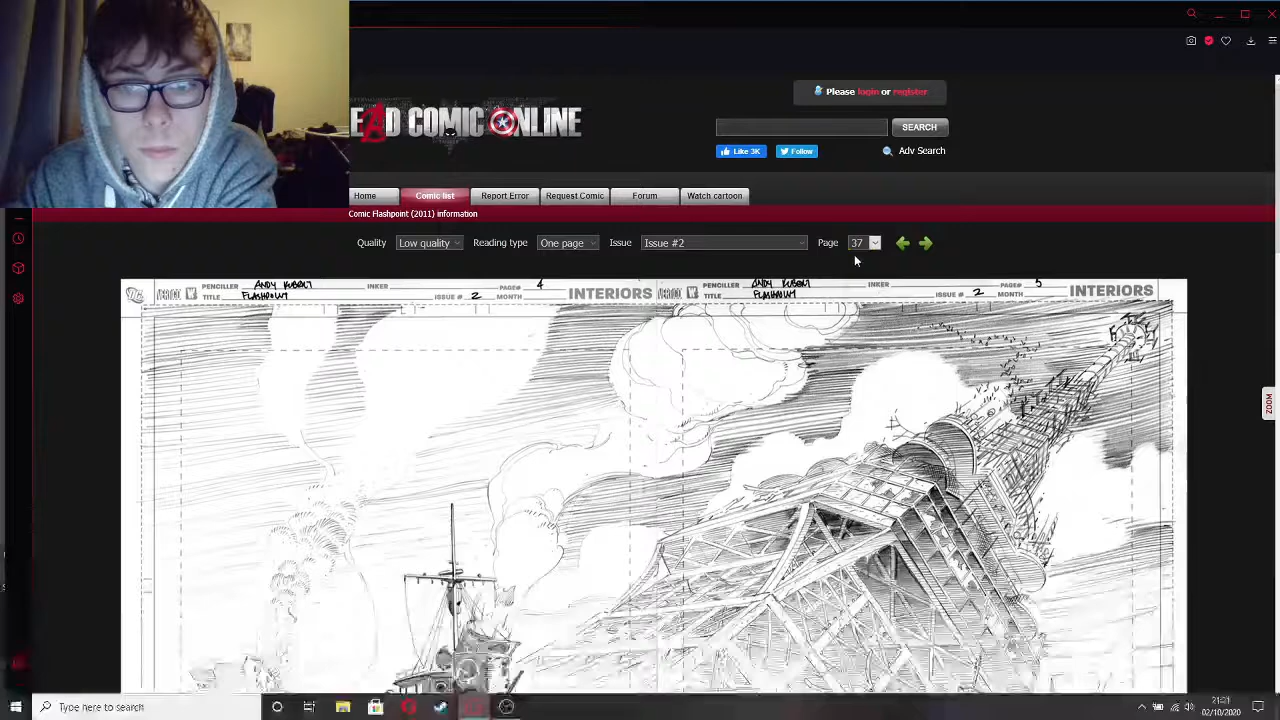 Please login or register
EAD COMIC ONLINE
SEARCH
Like 3K
Follow
Adv Search
Home
Comic list
Report Error
Request Comic
Forum
Watch cartoon
Comic Flashpoint (2011) information
Quality
Low quality
Reading type
One page
Issue
Issue #2
Page
37
PENCILLER ANDY KUBERT INKER PAGE# 4
TITLE FLASHPOINT ISSUE # 2 MONTH INTERIORS
PENCILLER ANDY KUBERT INKER PAGE# 5
TITLE FLASHPOINT ISSUE # 2 MONTH INTERIORS
ZOOM
Type here to search
21:21
02/10/2020